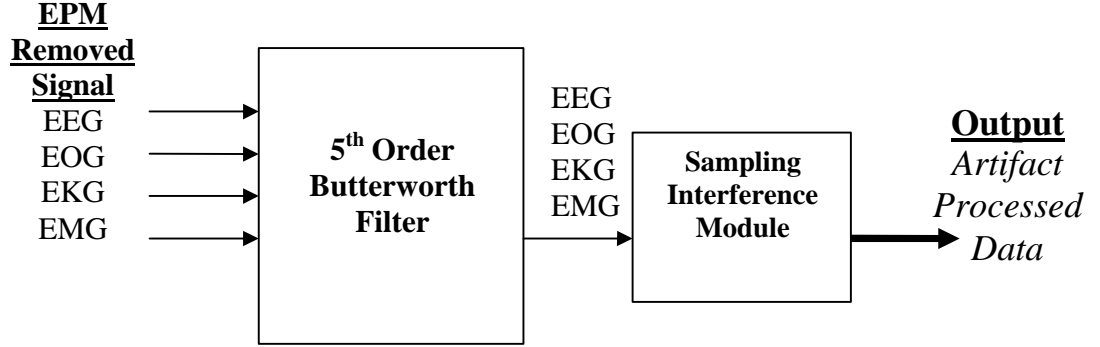 EPM
Removed
Signal
EEG
EOG
EKG
EMG
5th Order
Butterworth
Filter
EEG
EOG
EKG
EMG
Sampling
Interference
Module
Output
Artifact
Processed
Data